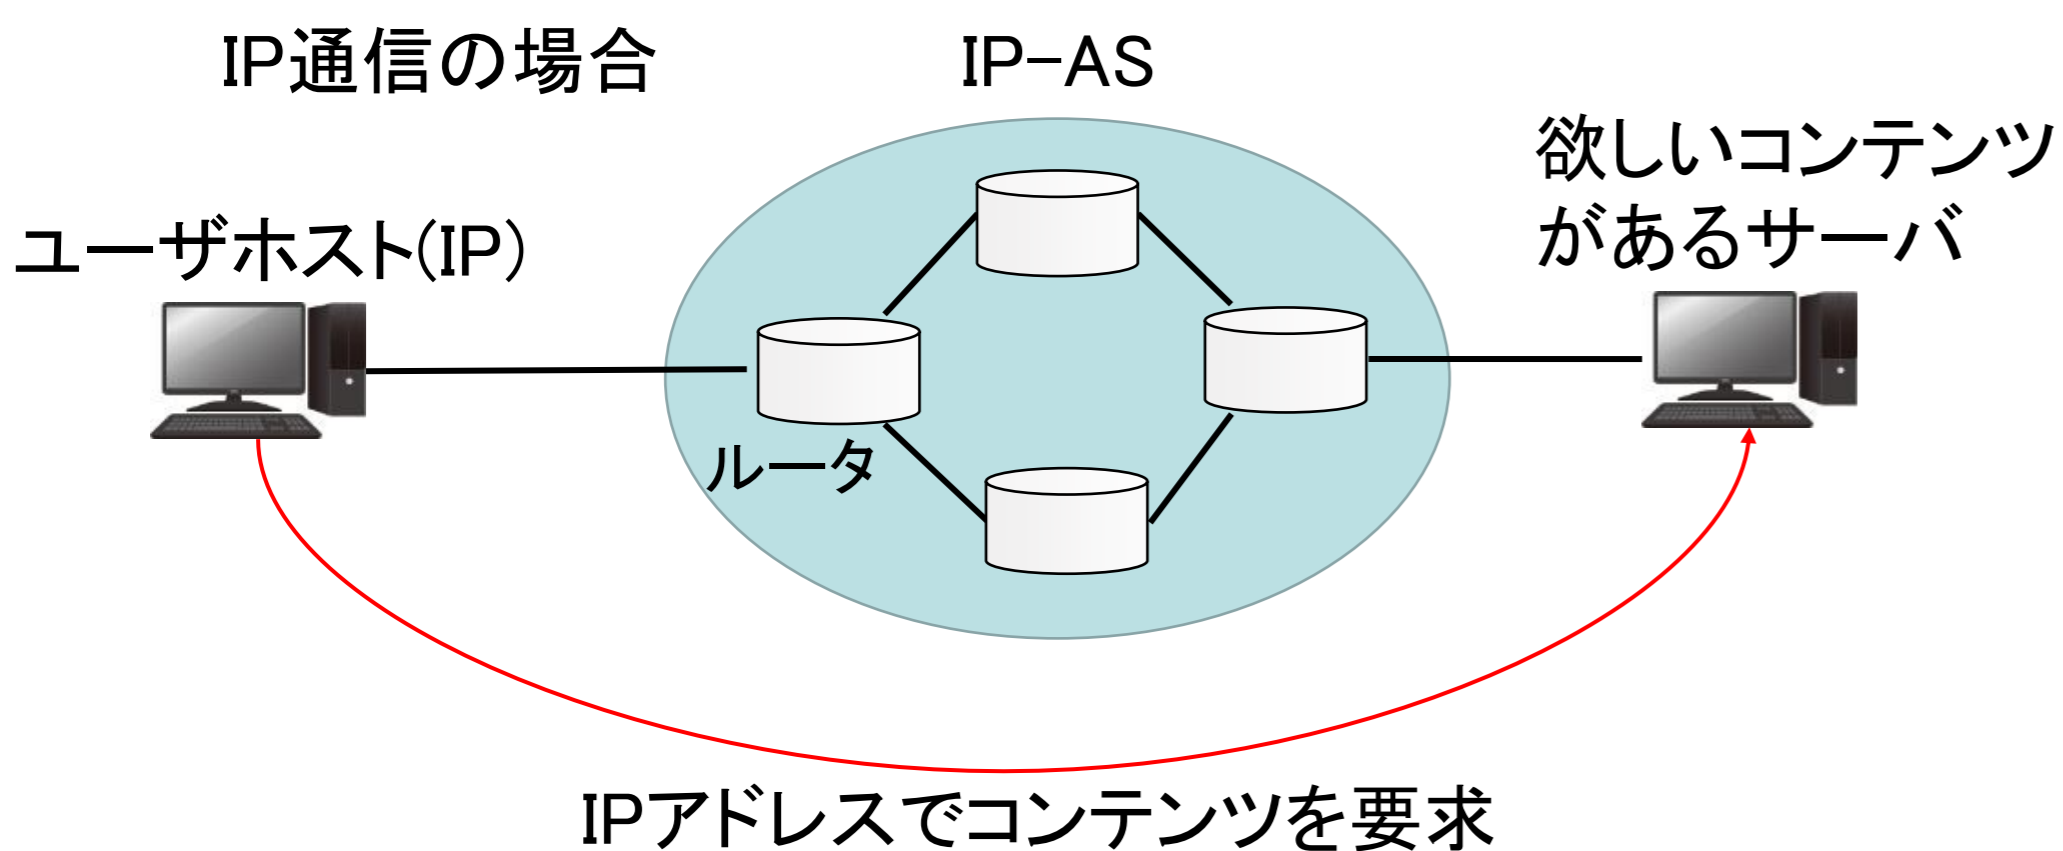 IP通信の場合
IP-AS
欲しいコンテンツ
があるサーバ
ユーザホスト(IP)
ルータ
IPアドレスでコンテンツを要求